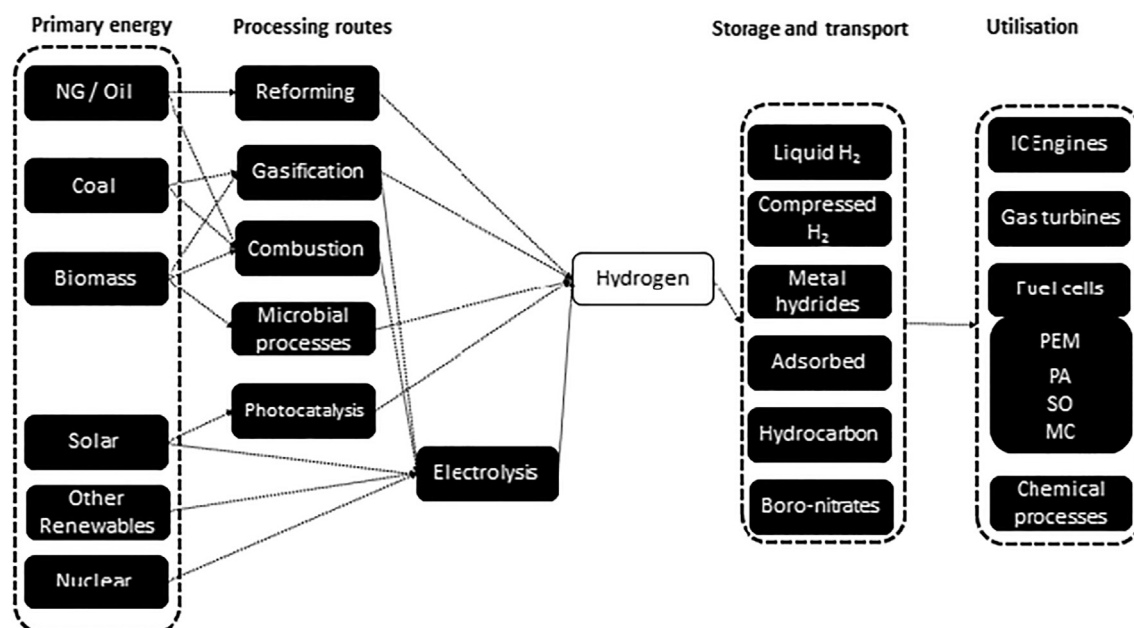 Primary energy
Processing routes
Storage and transport
Utilisation
NG / Oil
Coal
Biomass
Solar
Other
Renewables
Nuclear
Reforming
Gasification
Combustion
Microbial
processes
Photocatalysis
Electrolysis
Hydrogen
Liquid H₂
Compressed
H₂
Metal
hydrides
Adsorbed
Hydrocarbon
Boro-nitrates
IC Engines
Gas turbines
Fuel cells
PEM
PA
SO
MC
Chemical
processes